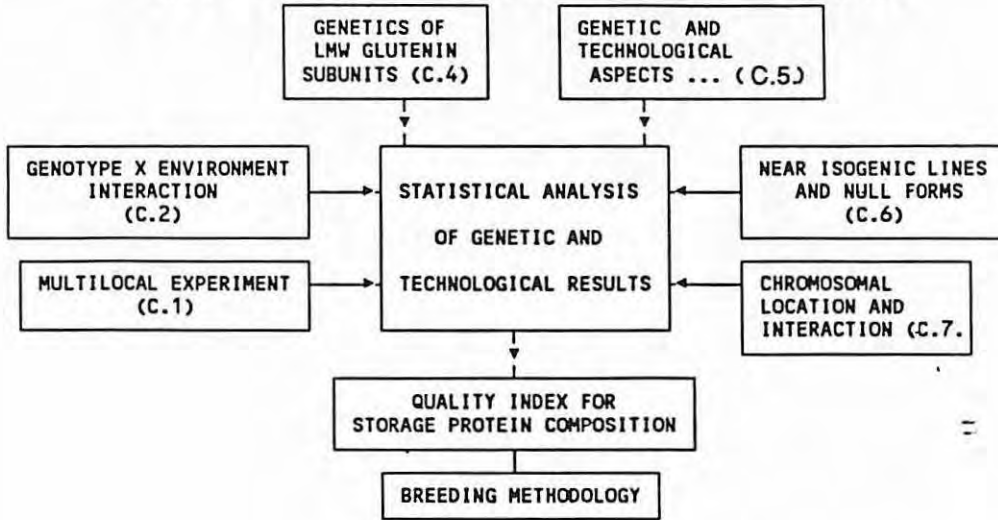 GENETICS OF
LMW GLUTENIN
SUBUNITS (C.4)
GENETIC AND
TECHNOLOGICAL
ASPECTS ... (C.5)
GENOTYPE X ENVIRONMENT
INTERACTION
(C.2)
MULTILOCAL EXPERIMENT
(C.1)
STATISTICAL ANALYSIS
OF GENETIC AND
TECHNOLOGICAL RESULTS
NEAR ISOGENIC LINES
AND NULL FORMS
(C.6)
CHROMOSOMAL
LOCATION AND
INTERACTION (C.7.
QUALITY INDEX FOR
STORAGE PROTEIN COMPOSITION
BREEDING METHODOLOGY